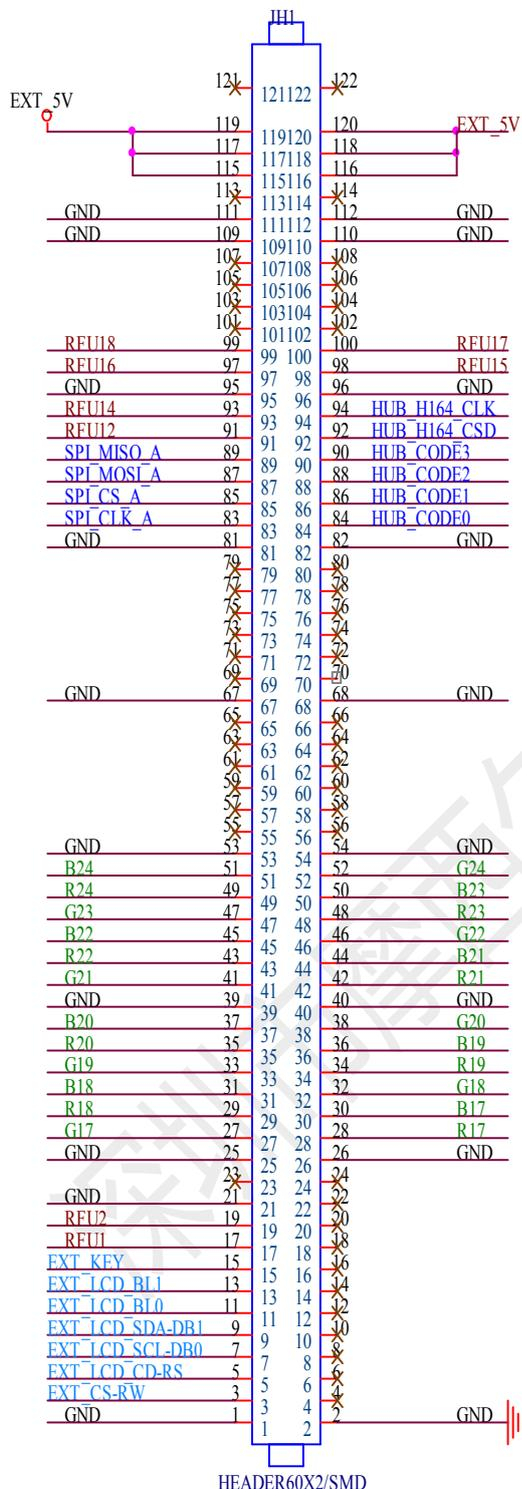 JH1
121 121122 122
EXT_5V
119 119120 120 EXT_5V
117 117118 118
115 115116 116
113 113114 114
GND 111 111112 112 GND
GND 109 109110 110 GND
107 107108 108
105 105106 106
103 103104 104
101 101102 102
RFU18 99 99 100 100 RFU17
RFU16 97 97 98 98 RFU15
GND 95 95 96 96 GND
RFU14 93 93 94 94 HUB_H164_CLK
RFU12 91 91 92 92 HUB_H164_CSD
SPI_MISO_A 89 89 90 90 HUB_CODE3
SPI_MOSI_A 87 87 88 88 HUB_CODE2
SPI_CS_A 85 85 86 86 HUB_CODE1
SPI_CLK_A 83 83 84 84 HUB_CODE0
GND 81 81 82 82 GND
79 79 80 80
77 77 78 78
75 75 76 76
73 73 74 74
71 71 72 72
69 69 70 70
GND 67 67 68 68 GND
65 65 66 66
63 63 64 64
61 61 62 62
59 59 60 60
57 57 58 58
55 55 56 56
GND 53 53 54 54 GND
B24 51 51 52 52 G24
R24 49 49 50 50 B23
G23 47 47 48 48 R23
B22 45 45 46 46 G22
R22 43 43 44 44 B21
G21 41 41 42 42 R21
GND 39 39 40 40 GND
B20 37 37 38 38 G20
R20 35 35 36 36 B19
G19 33 33 34 34 R19
B18 31 31 32 32 G18
R18 29 29 30 30 B17
G17 27 27 28 28 R17
GND 25 25 26 26 GND
23 23 24 24
GND 21 21 22 22
RFU2 19 19 20 20
RFU1 17 17 18 18
EXT_KEY 15 15 16 16
EXT_LCD_BL1 13 13 14 14
EXT_LCD_BL0 11 11 12 12
EXT_LCD_SDA-DB1 9 9 10 10
EXT_LCD_SCL-DB0 7 7 8 8
EXT_LCD_CD-RS 5 5 6 6
EXT_CS-RW 3 3 4 4
GND 1 1 2 2 GND
HEADER60X2/SMD
深圳市摩西